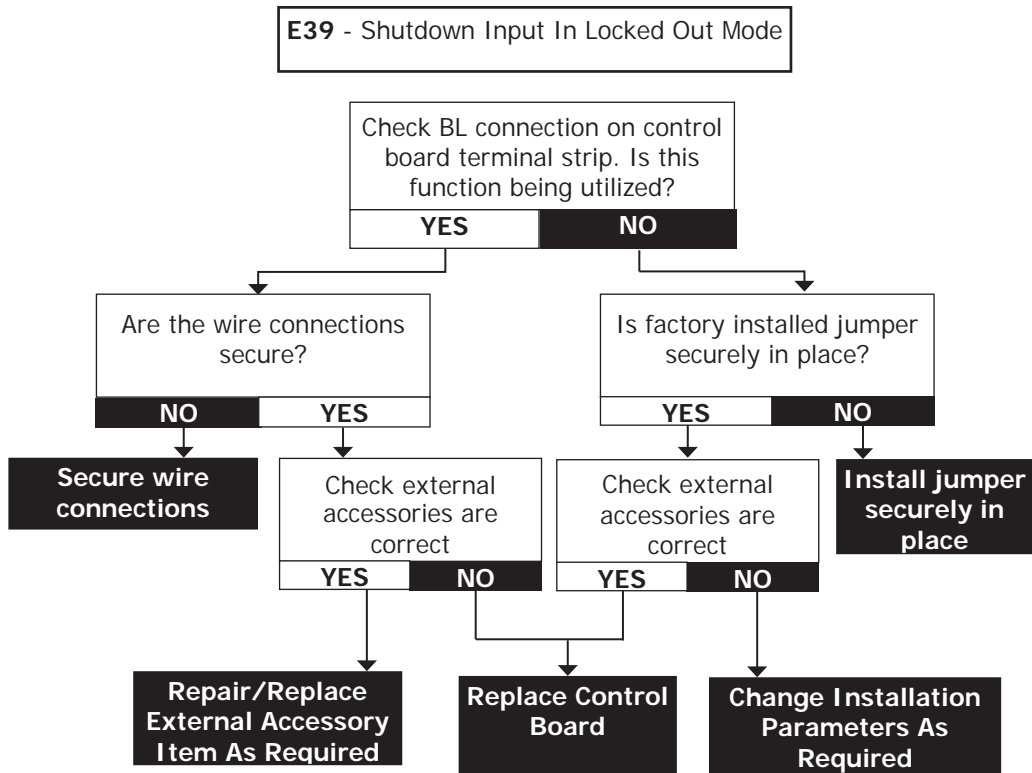 E39 - Shutdown Input In Locked Out Mode
Check BL connection on control
board terminal strip. Is this
function being utilized?
YES
NO
Are the wire connections
secure?
NO
YES
Is factory installed jumper
securely in place?
YES
NO
Secure wire
connections
Check external
accessories are
correct
YES
NO
Check external
accessories are
correct
YES
NO
Install jumper
securely in
place
Repair/Replace
External Accessory
Item As Required
Replace Control
Board
Change Installation
Parameters As
Required